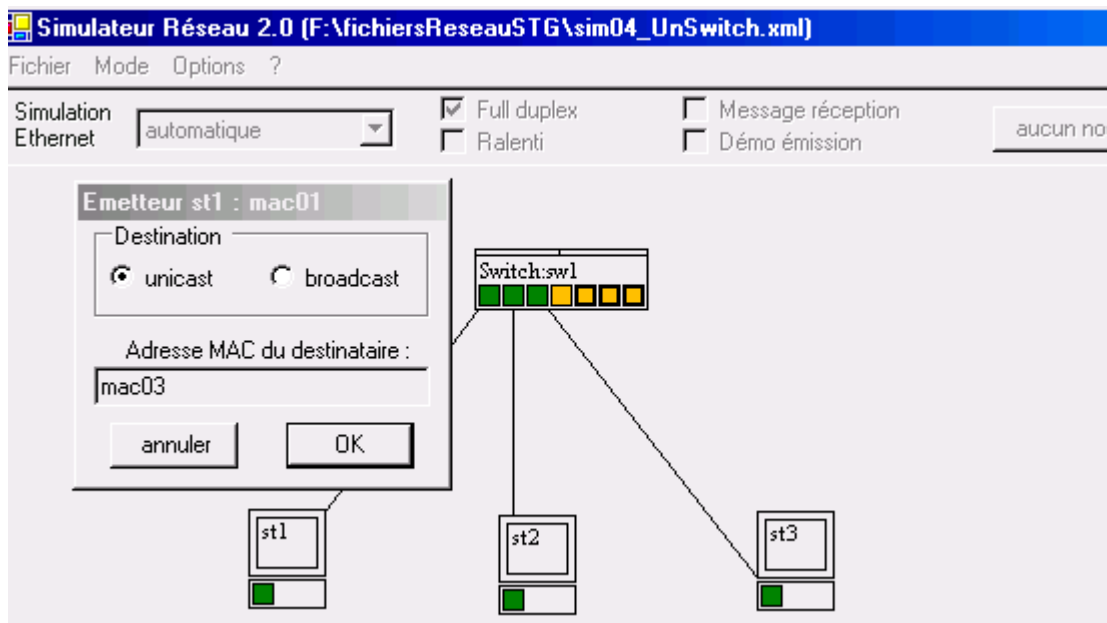 Simulateur Réseau 2.0 (F:\fichiersReseauSTG\sim04_UnSwitch.xml)
Fichier Mode Options ?
Simulation Ethernet
automatique
Full duplex
Ralenti
Message réception
Démo émission
aucun no
Emetteur st1 : mac01
Destination
unicast broadcast
Adresse MAC du destinataire :
mac03
annuler OK
Switch:sw1
st1 st2 st3